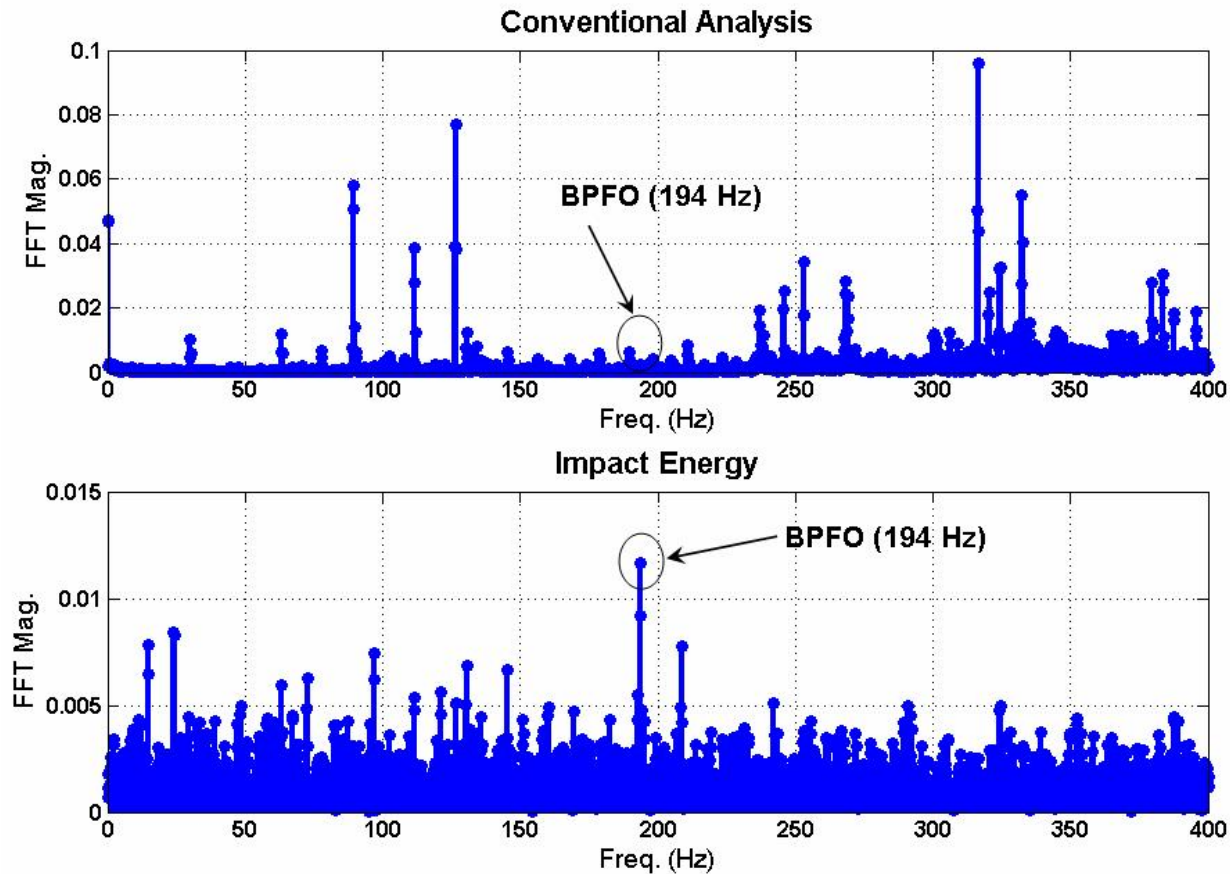 Conventional Analysis
0.1
0.08
0.06
0.04
0.02
0
FFT Mag.
BPFO (194 Hz)
0 50 100 150 200 250 300 350 400
Freq. (Hz)
Impact Energy
0.015
0.01
0.005
0
FFT Mag.
BPFO (194 Hz)
0 50 100 150 200 250 300 350 400
Freq. (Hz)